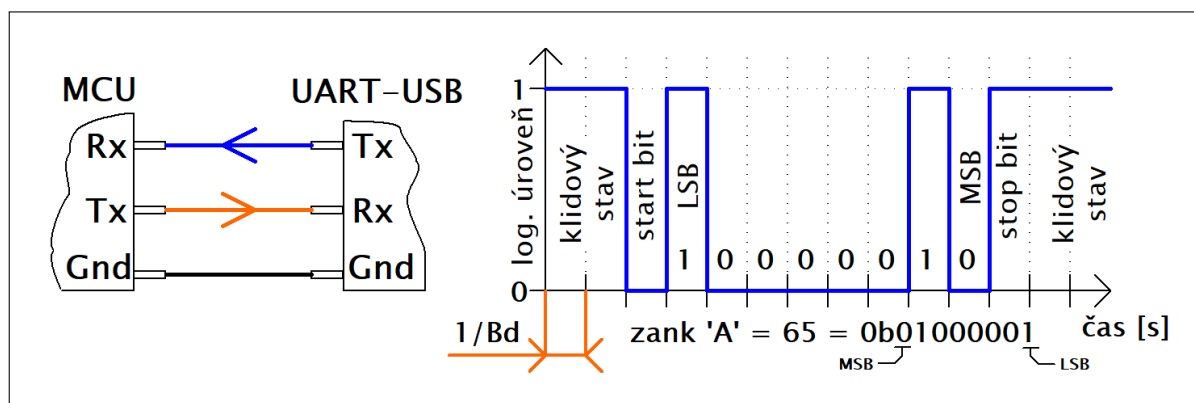 MCU
UART-USB
Rx
Tx
Tx
Rx
Gnd
Gnd
log. úroveň
1
0
klidový
stav
start bit
LSB
MSB
stop bit
klidový
stav
1 0 0 0 0 0 1 0
1/Bd
zank 'A' = 65 = 0b01000001
čas [s]
MSB
LSB